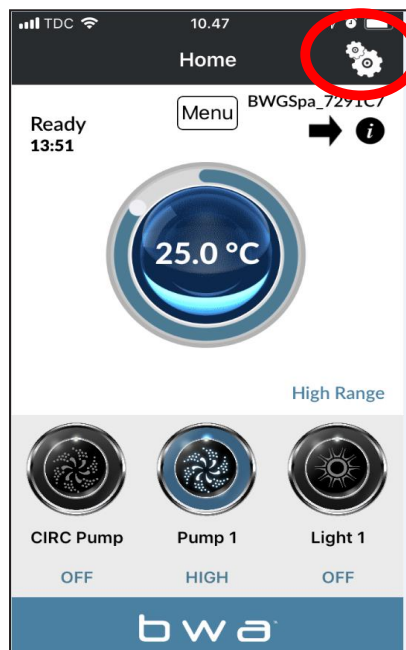 TDC 10.47
Home
BWGSpa_7291C7
Ready Menu
13:51
25.0 °C
High Range
CIRC Pump Pump 1 Light 1
OFF HIGH OFF
bwa